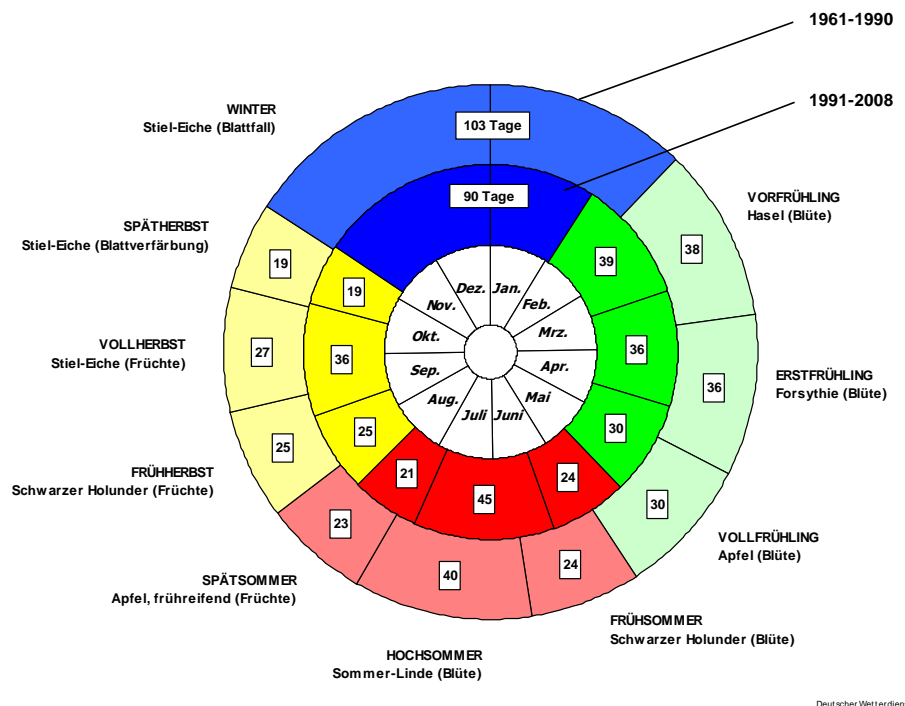 1961-1990
1991-2008
WINTER
Stiel-Eiche (Blattfall)
103 Tage
90 Tage
VORFRÜHLING
Hasel (Blüte)
38
39
SPÄTHERBST
Stiel-Eiche (Blattverfärbung)
19
19
Dez.
Jan.
Nov.
Feb.
Okt.
Mrz.
Sep.
Apr.
Aug.
Mai
Juli
Juni
VOLLHERBST
Stiel-Eiche (Früchte)
27
36
36
36
ERSTFRÜHLING
Forsythie (Blüte)
25
25
30
30
FRÜHHERBST
Schwarzer Holunder (Früchte)
21
45
24
VOLLFRÜHLING
Apfel (Blüte)
23
40
24
SPÄTSOMMER
Apfel, frühreifend (Früchte)
FRÜHSOMMER
Schwarzer Holunder (Blüte)
HOCHSOMMER
Sommer-Linde (Blüte)
Deutscher Wetterdien